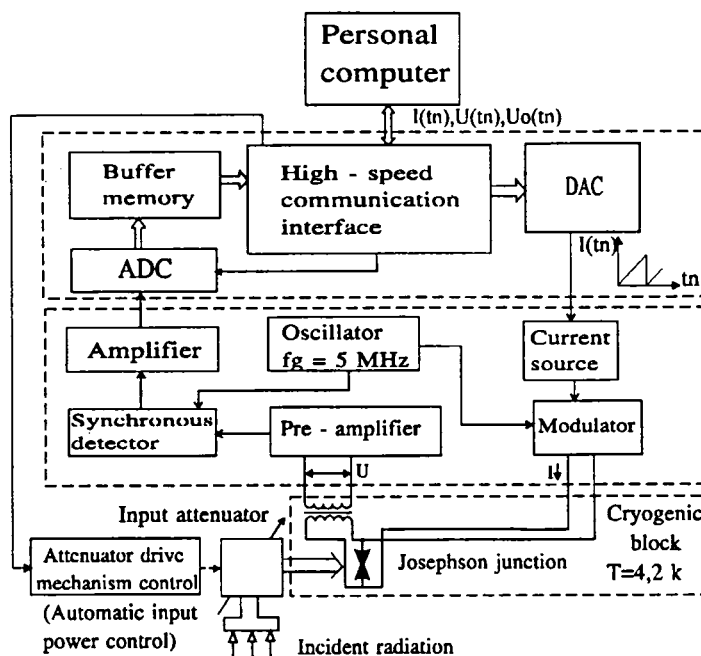 Personal
computer
I(tn),U(tn),Uo(tn)
Buffer
memory
High - speed
communication
interface
DAC
ADC
I(tn)
tn
Amplifier
Oscillator
fg = 5 MHz
Current
source
Synchronous
detector
Pre - amplifier
Modulator
U
I
Input attenuator
Cryogenic
block
T=4,2 k
Josephson junction
Attenuator drive
mechanism control
(Automatic input
power control)
Incident radiation